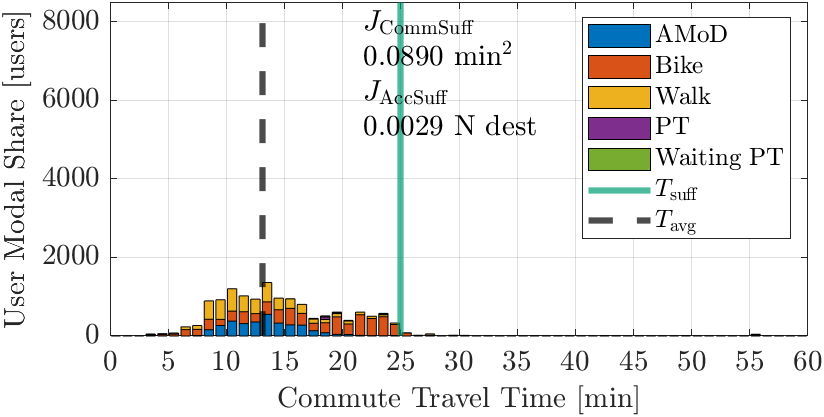 User Modal Share [users]
8000
6000
4000
2000
0
J_CommSuff
0.0890 min²
J_AccSuff
0.0029 N dest
AMoD
Bike
Walk
PT
Waiting PT
T_suff
T_avg
0 5 10 15 20 25 30 35 40 45 50 55 60
Commute Travel Time [min]